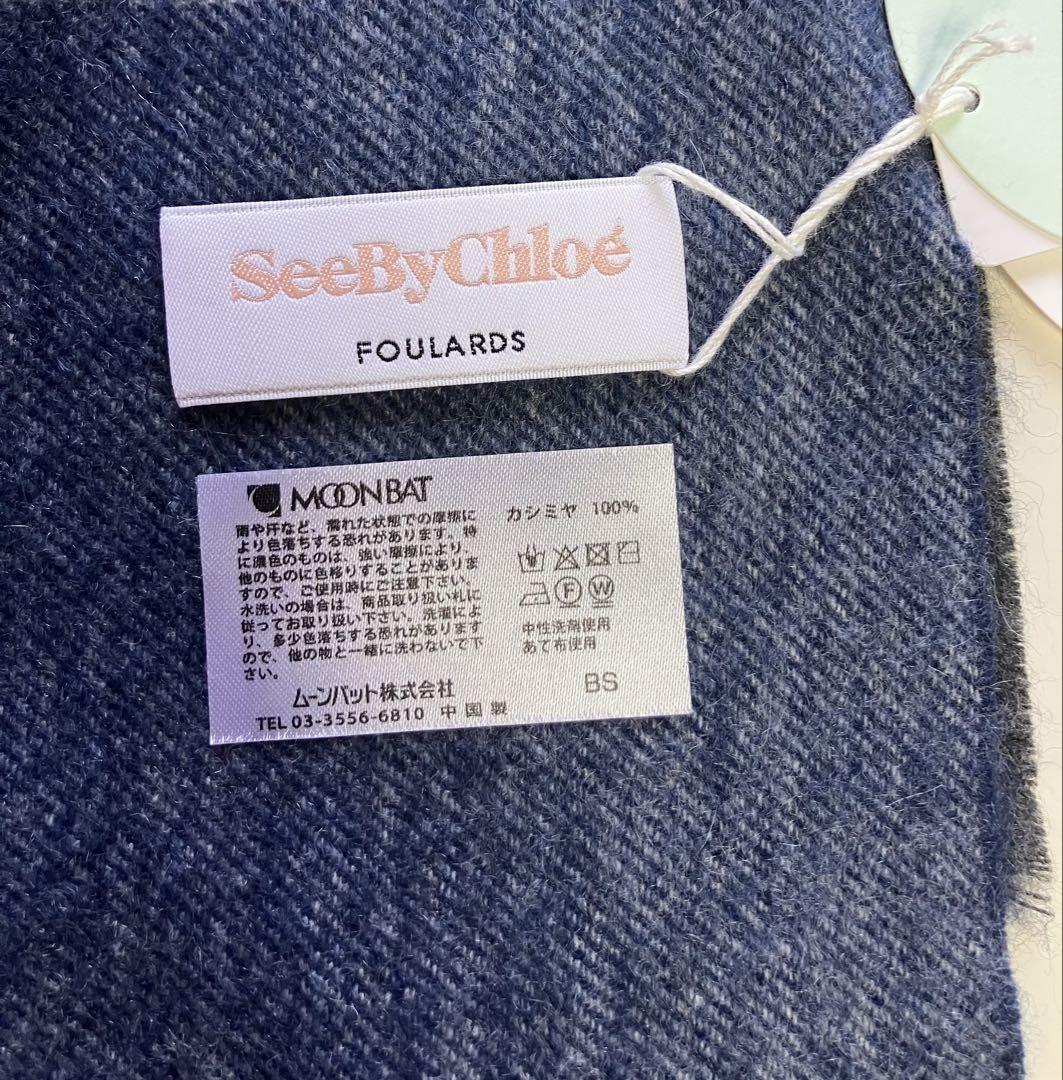 SeeByChloé
FOULARDS
MOONBAT
雨や汗など、濡れた状態での摩擦に
より色落ちする恐れがあります。特
に濃色のものは、強い摩擦により、
他のものに色移りすることがありま
すので、ご使用時にご注意下さい。
水洗いの場合は、商品取り扱い札に
従ってお取り扱い下さい。洗濯によ
り、多少色落ちする恐れがあります
ので、他の物と一緒に洗わないで下
さい。
ムーンバット株式会社
TEL 03-3556-6810 中国製
カシミヤ 100%
F W
中性洗剤使用
あて布使用
BS